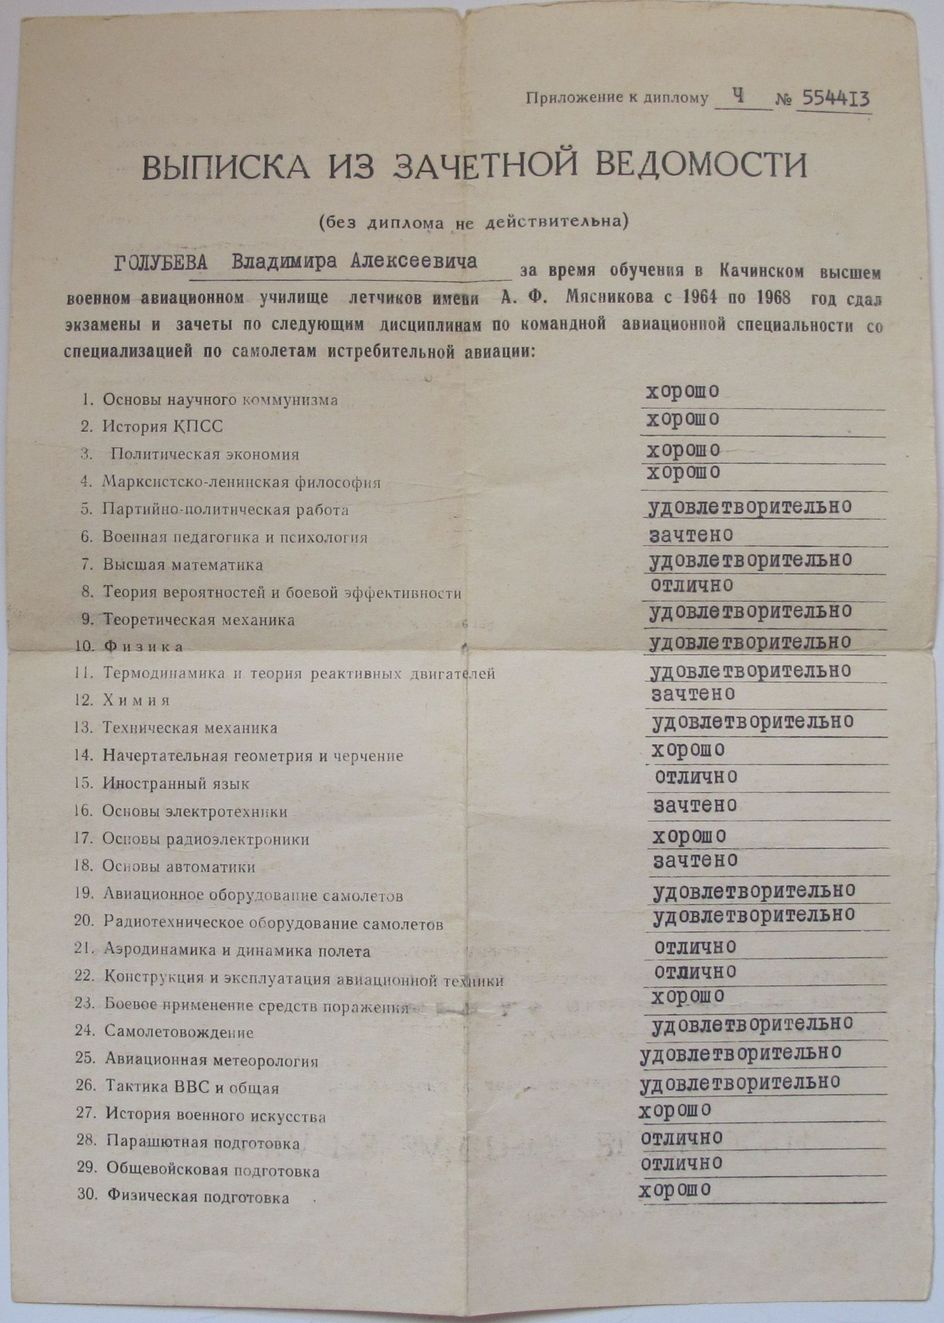 Приложение к диплому Ч № 554413
ВЫПИСКА ИЗ ЗАЧЕТНОЙ ВЕДОМОСТИ
(без диплома не действительна)
ГОЛУБЕВА Владимира Алексеевича за время обучения в Качинском высшем
военном авиационном училище летчиков имени А. Ф. Мясникова с 1964 по 1968 год сдал
экзамены и зачеты по следующим дисциплинам по командной авиационной специальности со
специализацией по самолетам истребительной авиации:
1. Основы научного коммунизма хорошо
2. История КПСС хорошо
3. Политическая экономия хорошо
4. Марксистско-ленинская философия хорошо
5. Партийно-политическая работа удовлетворительно
6. Военная педагогика и психология зачтено
7. Высшая математика удовлетворительно
8. Теория вероятностей и боевой эффективности отлично
9. Теоретическая механика удовлетворительно
10. Физика удовлетворительно
11. Термодинамика и теория реактивных двигателей удовлетворительно
12. Химия зачтено
13. Техническая механика удовлетворительно
14. Начертательная геометрия и черчение хорошо
15. Иностранный язык отлично
16. Основы электротехники зачтено
17. Основы радиоэлектроники хорошо
18. Основы автоматики зачтено
19. Авиационное оборудование самолетов удовлетворительно
20. Радиотехническое оборудование самолетов удовлетворительно
21. Аэродинамика и динамика полета отлично
22. Конструкция и эксплуатация авиационной техники отлично
23. Боевое применение средств поражения хорошо
24. Самолетовождение удовлетворительно
25. Авиационная метеорология удовлетворительно
26. Тактика ВВС и общая удовлетворительно
27. История военного искусства хорошо
28. Парашютная подготовка отлично
29. Общевойсковая подготовка отлично
30. Физическая подготовка хорошо